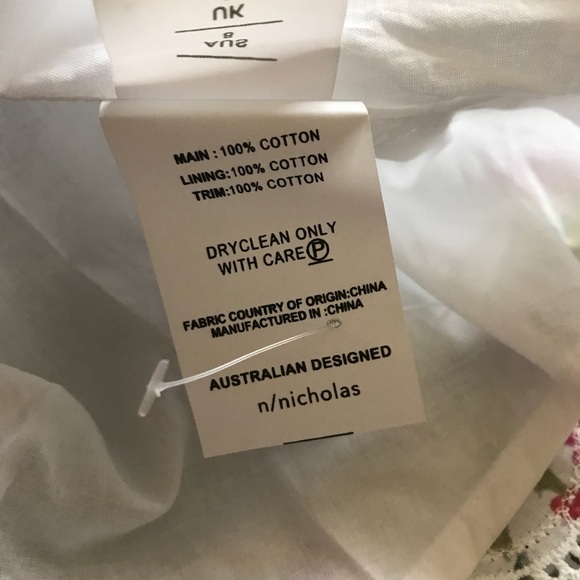 UK
AUS
8
MAIN : 100% COTTON
LINING:100% COTTON
TRIM:100% COTTON
DRYCLEAN ONLY
WITH CARE P
FABRIC COUNTRY OF ORIGIN:CHINA
MANUFACTURED IN :CHINA
AUSTRALIAN DESIGNED
n/nicholas